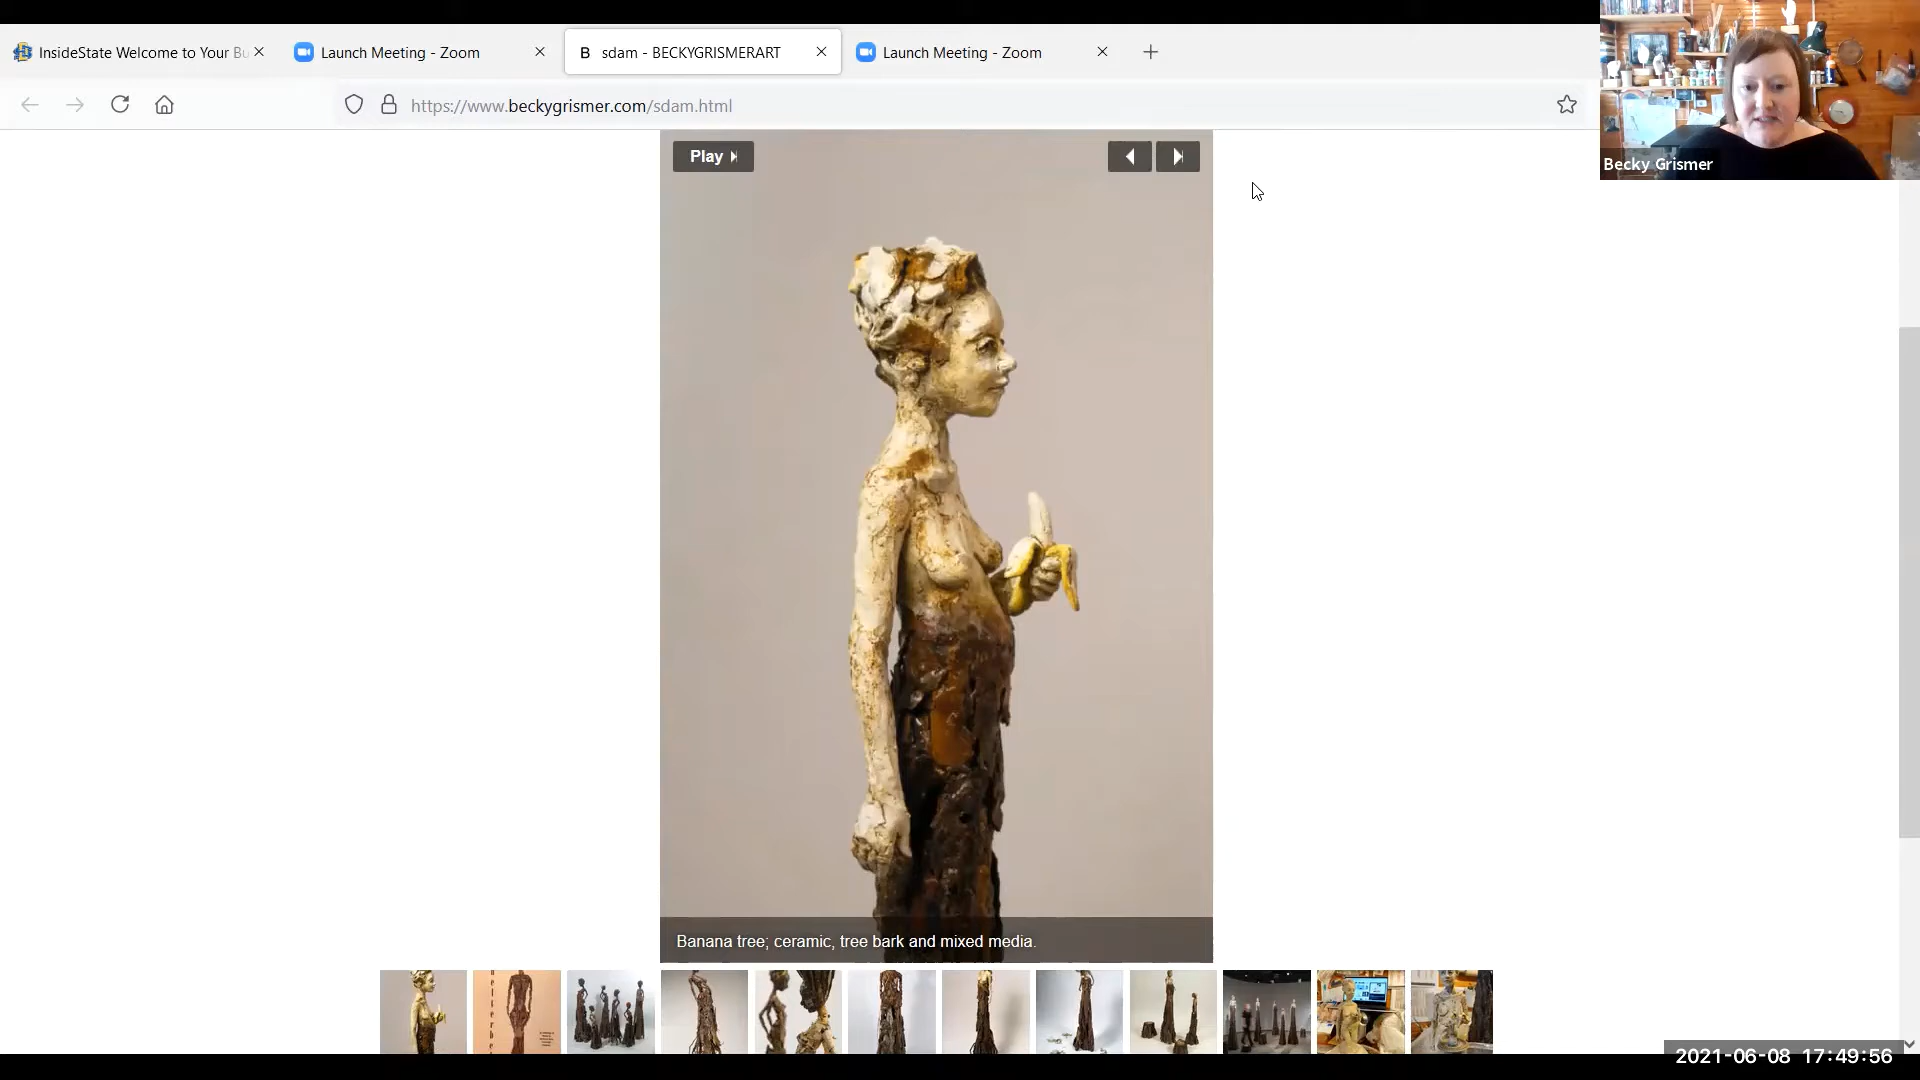 InsideState Welcome to Your Bu
Launch Meeting - Zoom
B sdam - BECKYGRISMERART
Launch Meeting - Zoom
https://www.beckygrismer.com/sdam.html
Becky Grismer
Play
Banana tree; ceramic, tree bark and mixed media.
2021-06-08 17:49:56